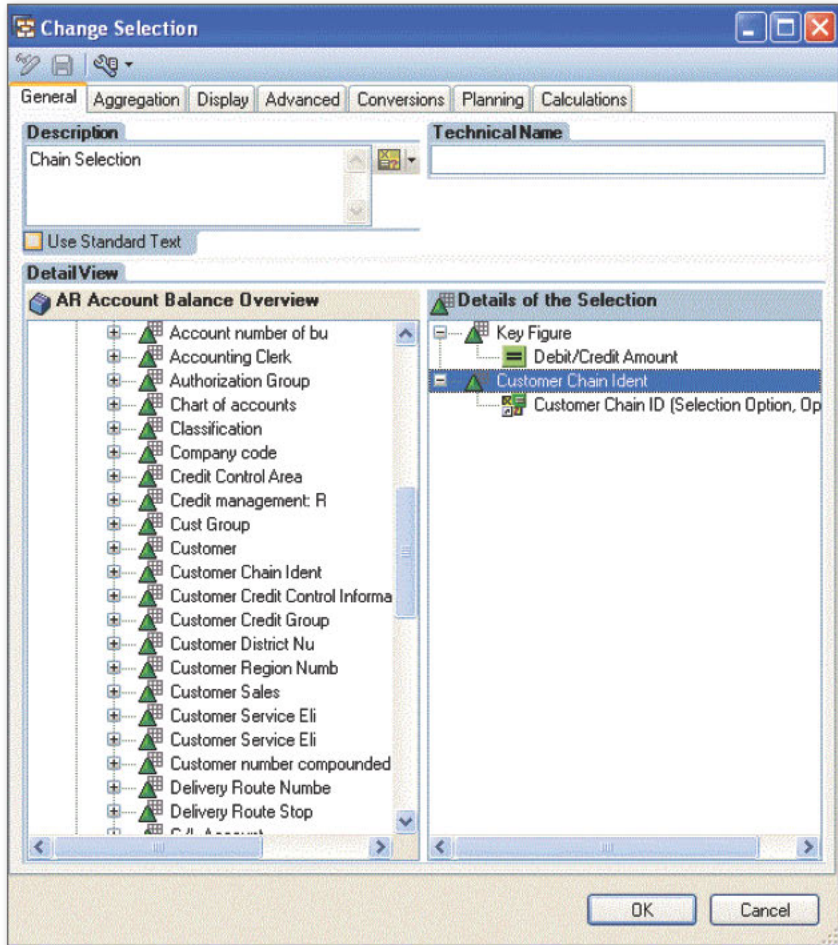 Change Selection
General Aggregation Display Advanced Conversions Planning Calculations
Description
Technical Name
Chain Selection
Use Standard Text
Detail View
AR Account Balance Overview
Details of the Selection
Account number of bu
Accounting Clerk
Authorization Group
Chart of accounts
Classification
Company code
Credit Control Area
Credit management: R
Cust Group
Customer
Customer Chain Ident
Customer Credit Control Informa
Customer Credit Group
Customer District Nu
Customer Region Numb
Customer Sales
Customer Service Eli
Customer Service Eli
Customer number compounded
Delivery Route Numbe
Delivery Route Stop
Key Figure
Debit/Credit Amount
Customer Chain Ident
Customer Chain ID (Selection Option, Op
OK Cancel